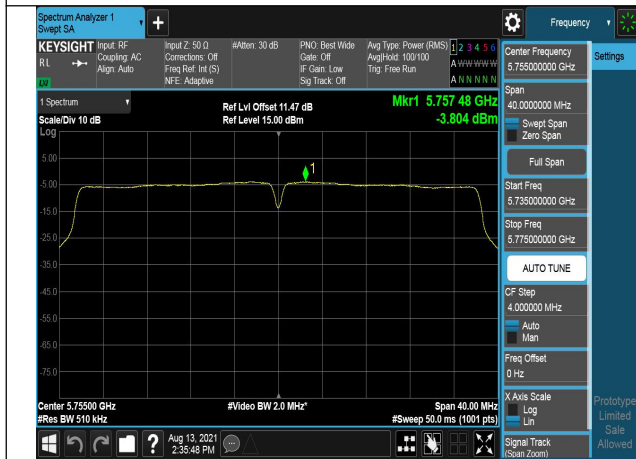 Spectrum Analyzer 1
Swept SA
+
Frequency
KEYSIGHT
RL
Input: RF
Coupling: AC
Align: Auto
Input Z: 50 Ω
Corrections: Off
Freq Ref: Int (S)
NFE: Adaptive
#Atten: 30 dB
PNO: Best Wide
Gate: Off
IF Gain: Low
Sig Track: Off
Avg Type: Power (RMS)
Avg|Hold: 100/100
Trig: Free Run
1 2 3 4 5 6
A W W W W W
A N N N N N
1 Spectrum
Scale/Div 10 dB
Ref Lvl Offset 11.47 dB
Ref Level 15.00 dBm
Mkr1 5.757 48 GHz
-3.804 dBm
Log
5.00
-5.00
-15.0
-25.0
-35.0
-45.0
-55.0
-65.0
-75.0
1
Center 5.75500 GHz
#Res BW 510 kHz
#Video BW 2.0 MHz*
Span 40.00 MHz
#Sweep 50.0 ms (1001 pts)
Aug 13, 2021
2:35:48 PM
?
Settings
Center Frequency
5.755000000 GHz
Span
40.0000000 MHz
Swept Span
Zero Span
Full Span
Start Freq
5.735000000 GHz
Stop Freq
5.775000000 GHz
AUTO TUNE
CF Step
4.000000 MHz
Auto
Man
Freq Offset
0 Hz
X Axis Scale
Log
Lin
Signal Track
(Span Zoom)
Prototype
Limited
Sale
Allowed